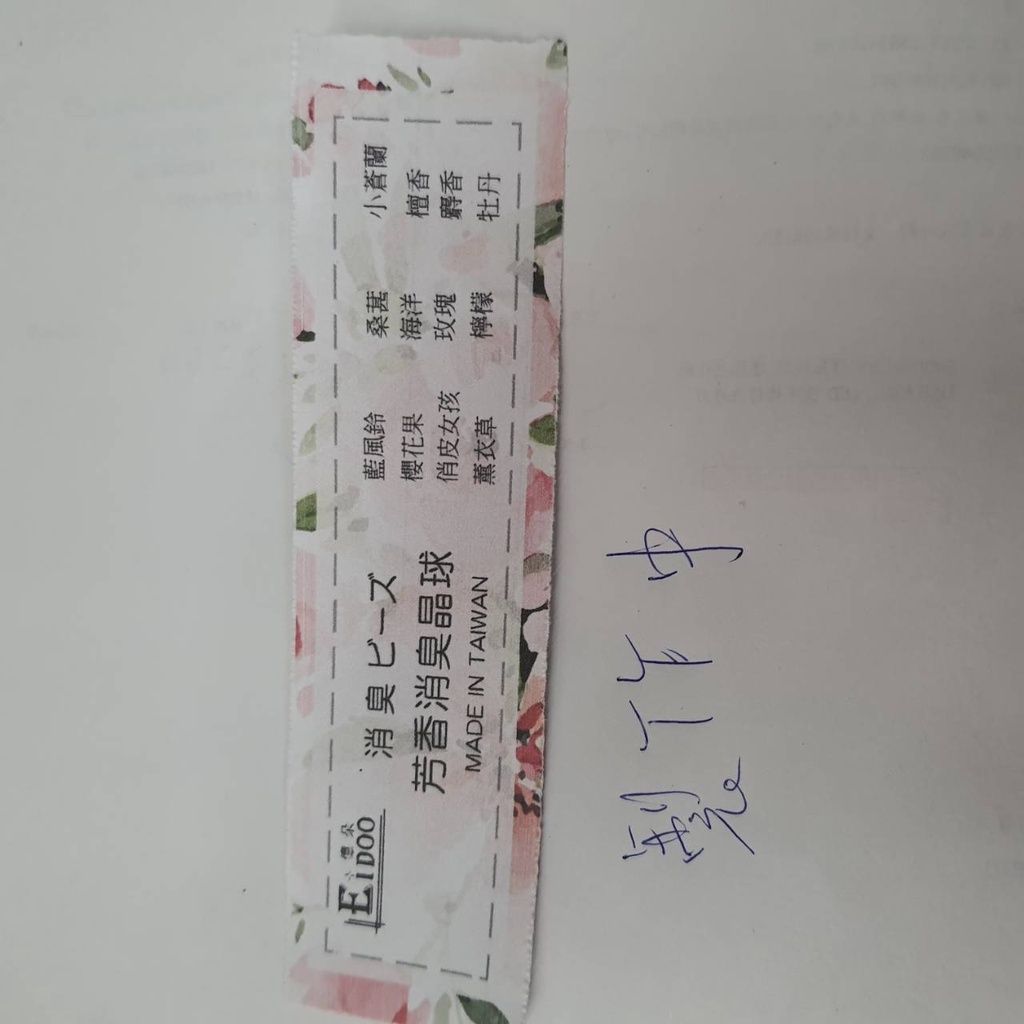 EIDOO
消臭ビーズ
芳香消臭晶球
MADE IN TAIWAN
藍風鈴 桑葚 小蒼蘭
櫻花果 海洋 檀香
俏皮女孩 玫瑰 麝香
薰衣草 檸檬 牡丹
製作中